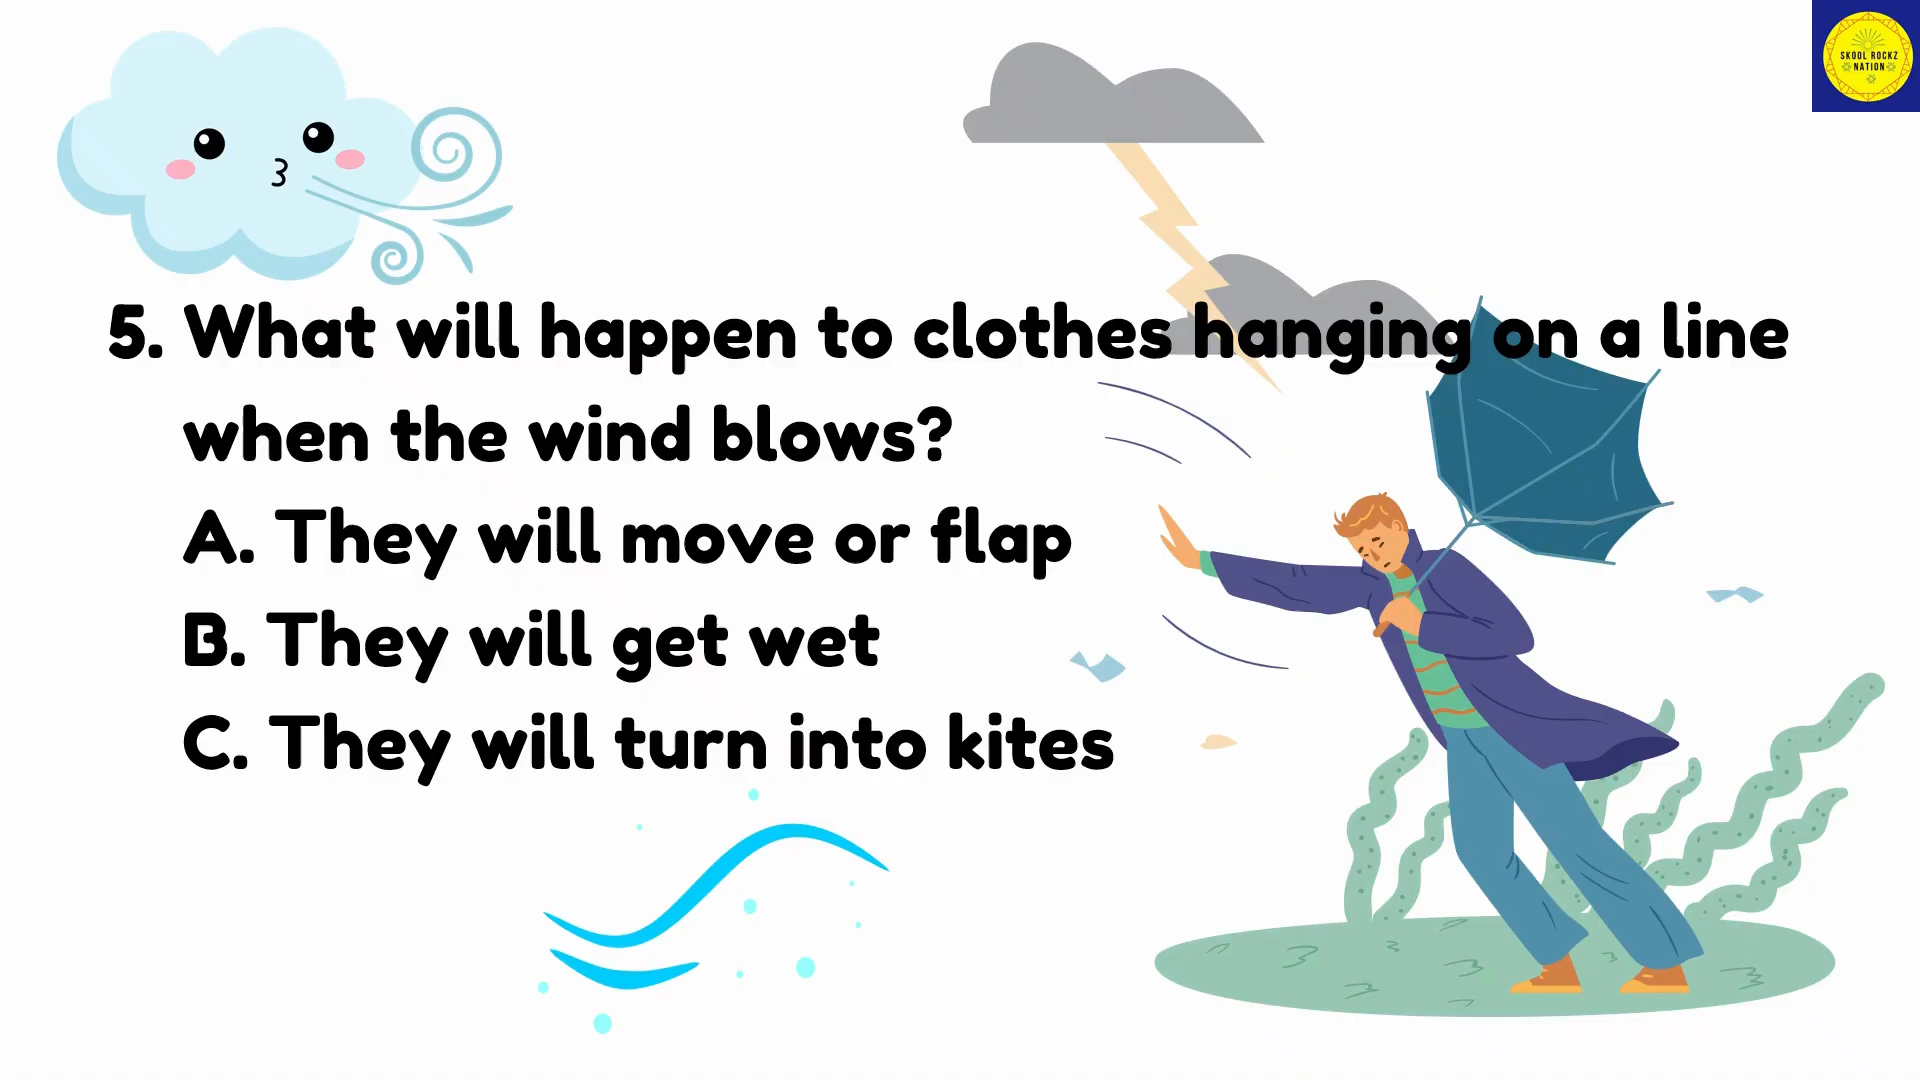 SKOOL ROCKZ
NATION
5. What will happen to clothes hanging on a line
when the wind blows?
A. They will move or flap
B. They will get wet
C. They will turn into kites